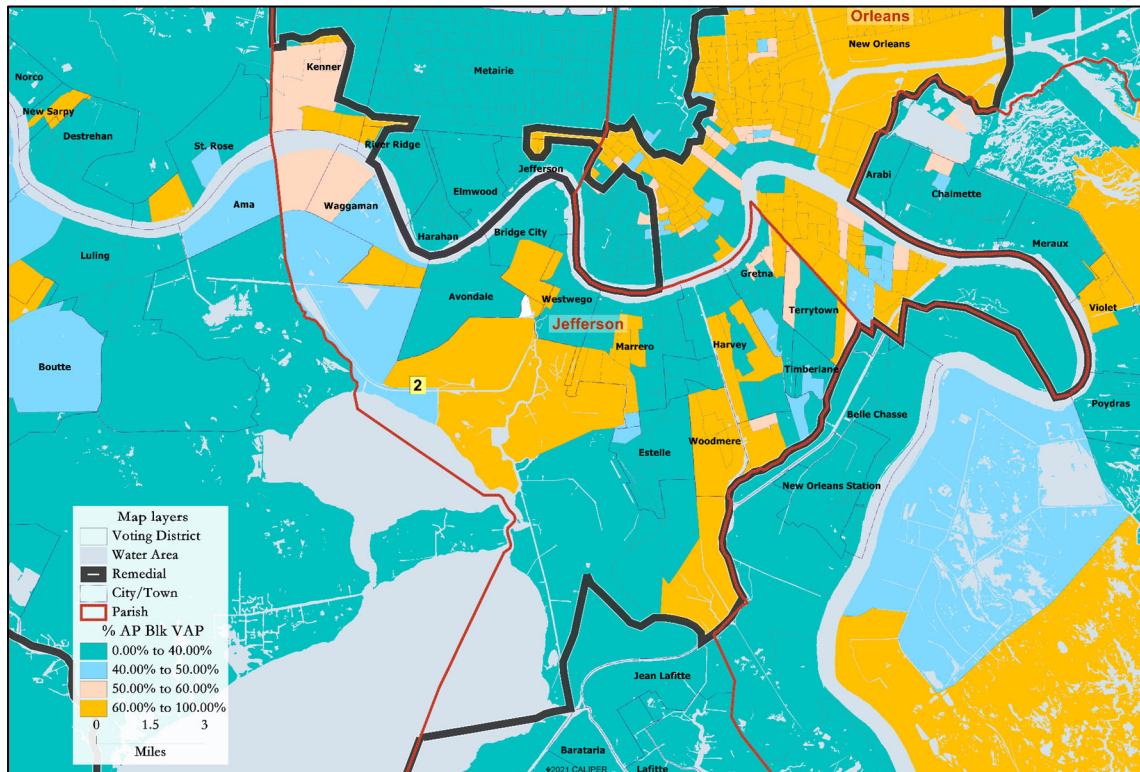 Orleans
New Orleans
Kenner
Metairie
Norco
New Sarpy
Destrehan
St. Rose
River Ridge
Jefferson
Elmwood
Ama
Waggaman
Harahan
Bridge City
Arabi
Chalmette
Luling
Avondale
Westwego
Gretna
Meraux
Terrytown
Violet
Jefferson
Marrero
Harvey
Timberlane
Boutte
2
Belle Chasse
Poydras
Woodmere
Estelle
New Orleans Station
Map layers
Voting District
Water Area
Remedial
City/Town
Parish
% AP Blk VAP
0.00% to 40.00%
40.00% to 50.00%
50.00% to 60.00%
60.00% to 100.00%
0 1.5 3
Miles
Jean Lafitte
Barataria
Lafitte
©2021 CALIPER